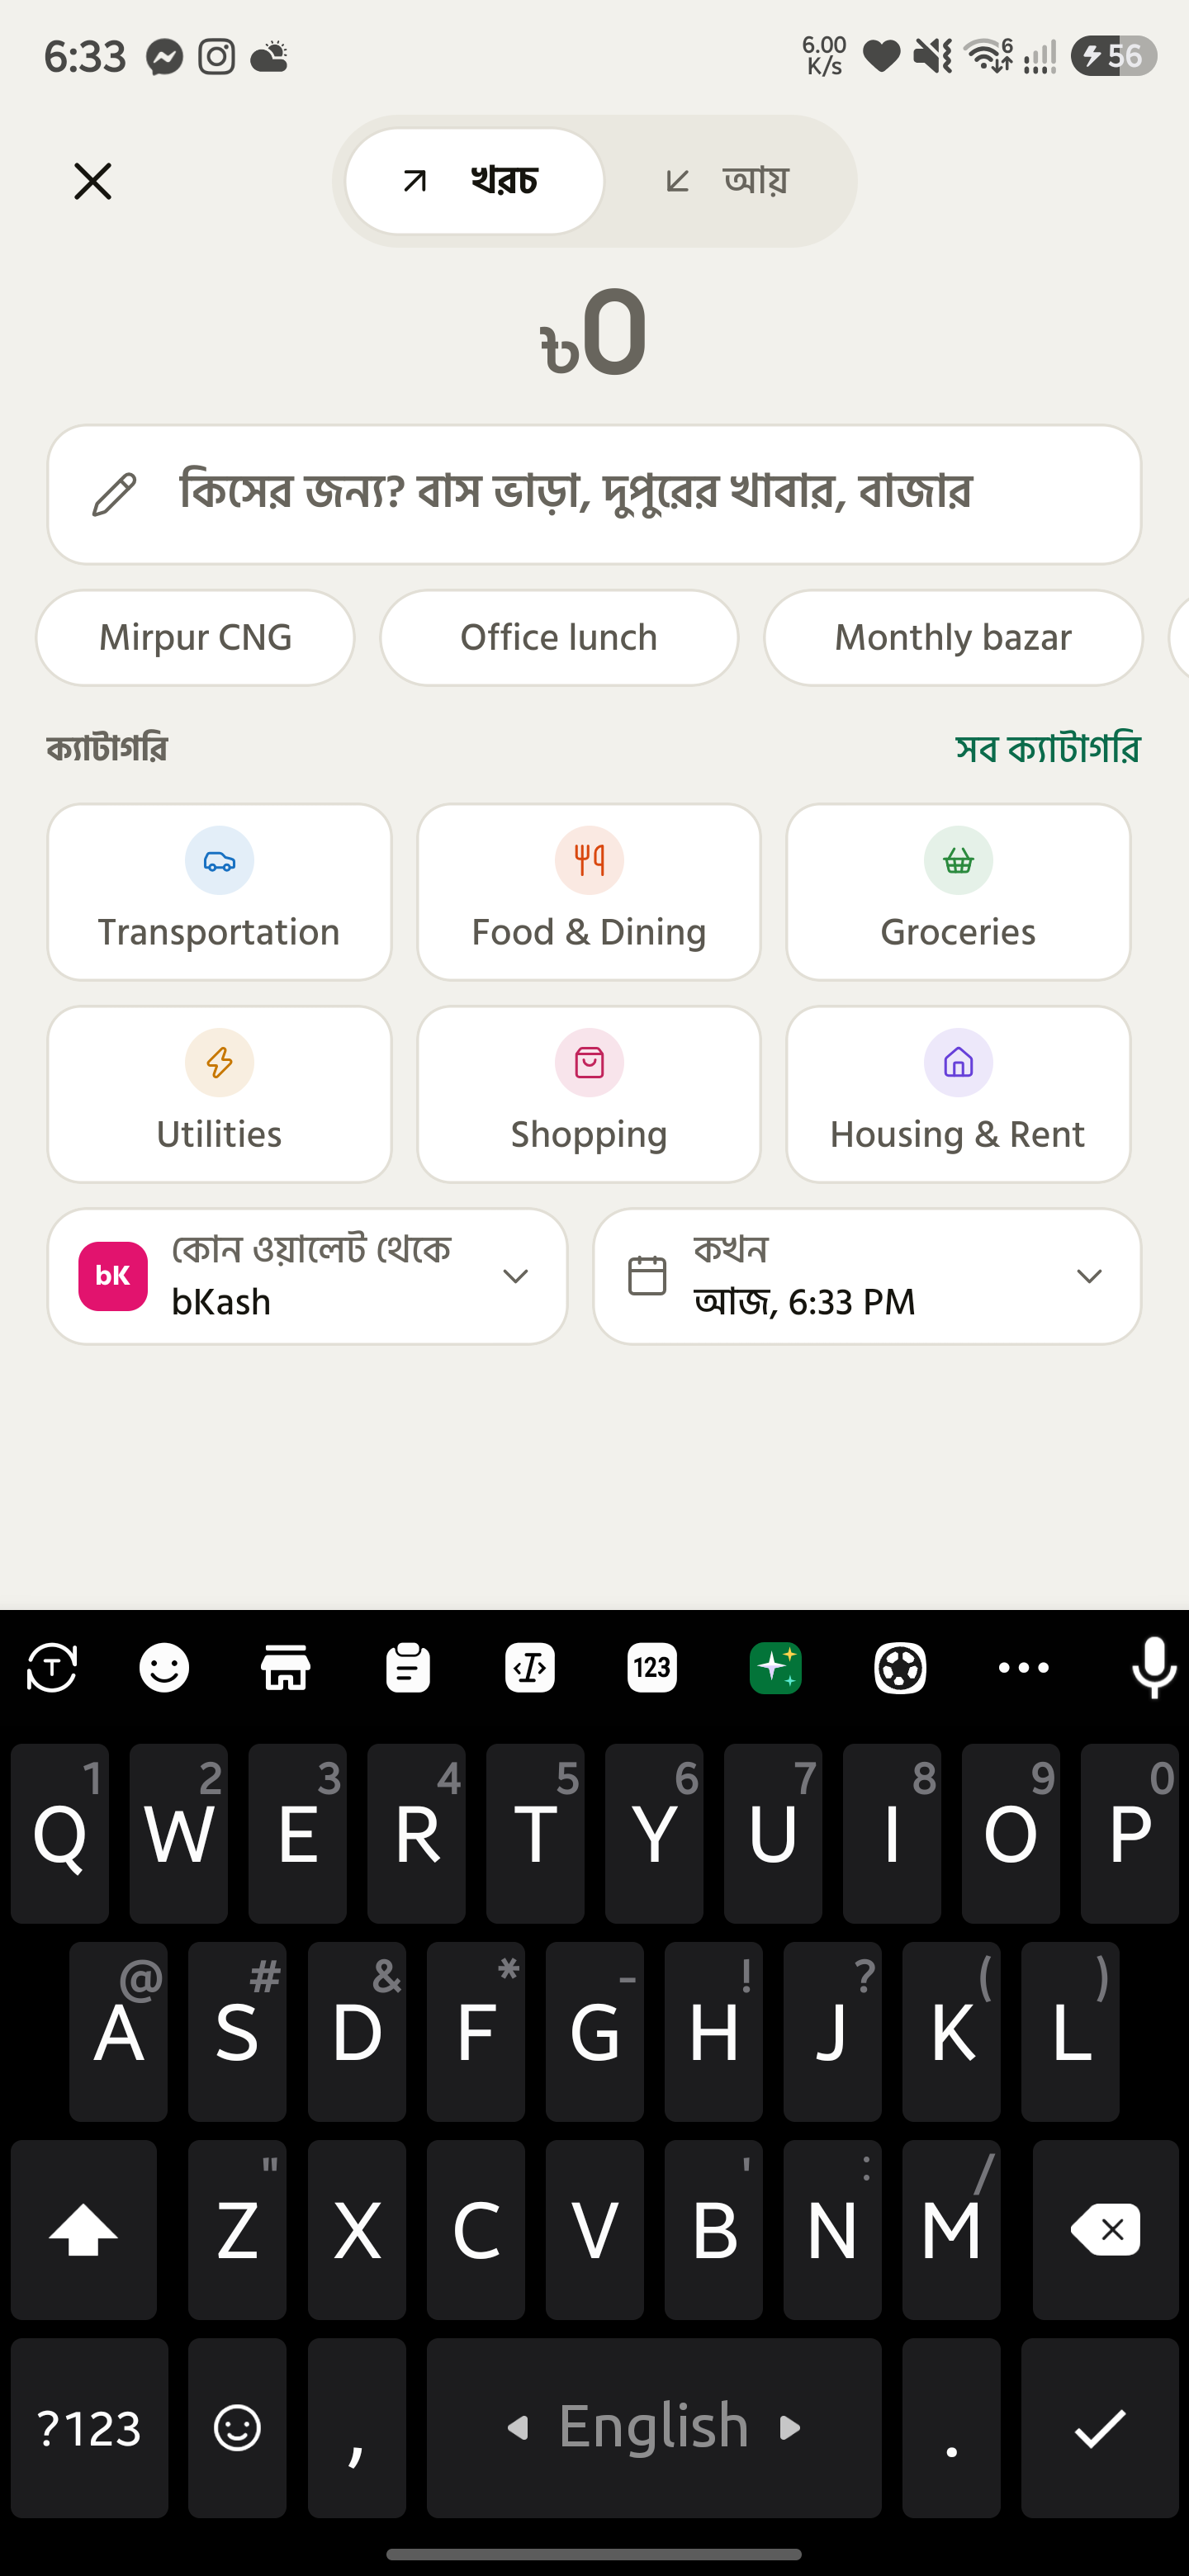 6:33 6.00 K/s 6 56
খরচ আয়
৳0
কিসের জন্য? বাস ভাড়া, দুপুরের খাবার, বাজার
Mirpur CNG Office lunch Monthly bazar
ক্যাটাগরি সব ক্যাটাগরি
Transportation Food & Dining Groceries
Utilities Shopping Housing & Rent
কোন ওয়ালেট থেকে কখন
bK bKash আজ, 6:33 PM
T 123
1 2 3 4 5 6 7 8 9 0
Q W E R T Y U I O P
@ # & * - ! ? ( )
A S D F G H J K L
" ' : /
Z X C V B N M
?123 , English .